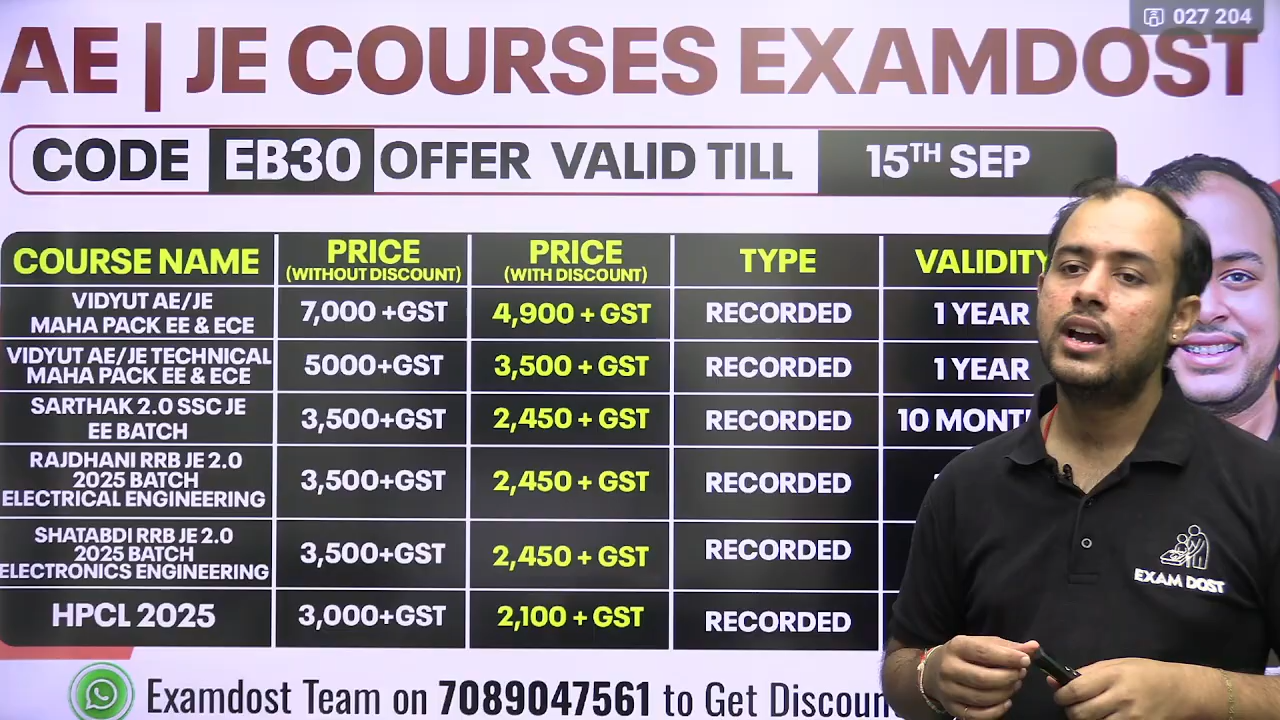 027 204
AE | JE COURSES EXAMDOST
CODE EB30 OFFER VALID TILL 15TH SEP
COURSE NAME PRICE (WITHOUT DISCOUNT) PRICE (WITH DISCOUNT) TYPE VALIDITY
VIDYUT AE/JE
MAHA PACK EE & ECE 7,000 +GST 4,900 + GST RECORDED 1 YEAR
VIDYUT AE/JE TECHNICAL
MAHA PACK EE & ECE 5000+GST 3,500 + GST RECORDED 1 YEAR
SARTHAK 2.0 SSC JE
EE BATCH 3,500+GST 2,450 + GST RECORDED 10 MONT
RAJDHANI RRB JE 2.0
2025 BATCH
ELECTRICAL ENGINEERING 3,500+GST 2,450 + GST RECORDED
SHATABDI RRB JE 2.0
2025 BATCH
ELECTRONICS ENGINEERING 3,500+GST 2,450 + GST RECORDED
HPCL 2025 3,000+GST 2,100 + GST RECORDED
Examdost Team on 7089047561 to Get Discoun
EXAM DOST